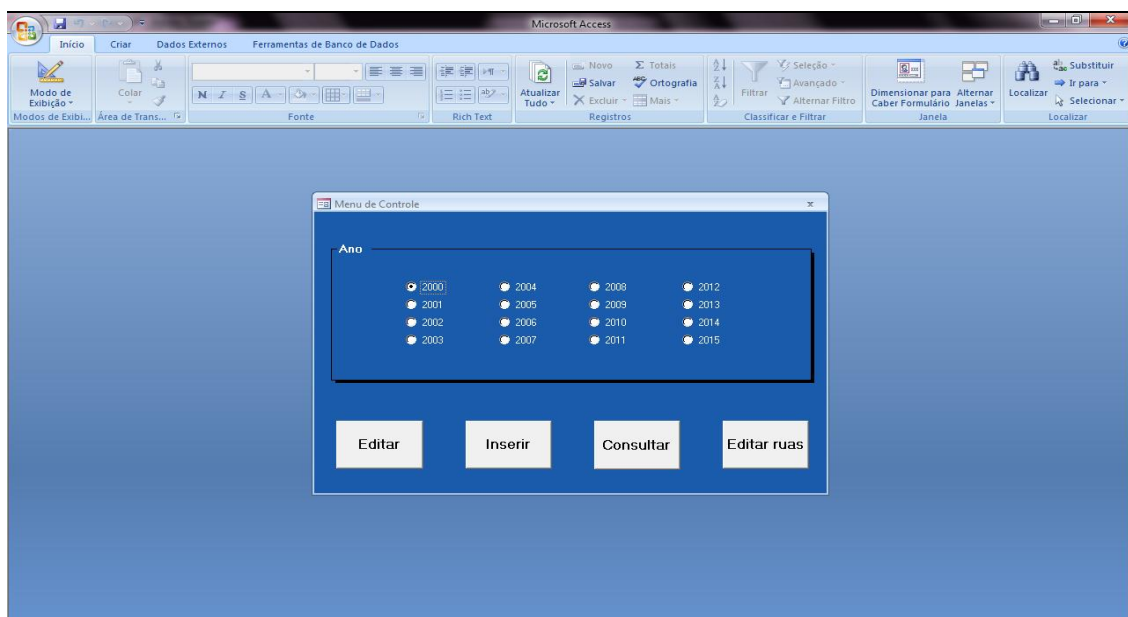 Microsoft Access
Início Criar Dados Externos Ferramentas de Banco de Dados
Modo de Exibição
Colar
N I S A
Atualizar Tudo
Novo
Salvar
Excluir
Totais
Ortografia
Mais
Filtrar
Seleção
Avançado
Alternar Filtro
Dimensionar para Caber Formulário
Alternar Janelas
Localizar
Substituir
Ir para
Selecionar
Modos de Exibi... Área de Trans... Fonte Rich Text Registros Classificar e Filtrar Janela Localizar
Menu de Controle
Ano
2000 2004 2008 2012
2001 2005 2009 2013
2002 2006 2010 2014
2003 2007 2011 2015
Editar Inserir Consultar Editar ruas